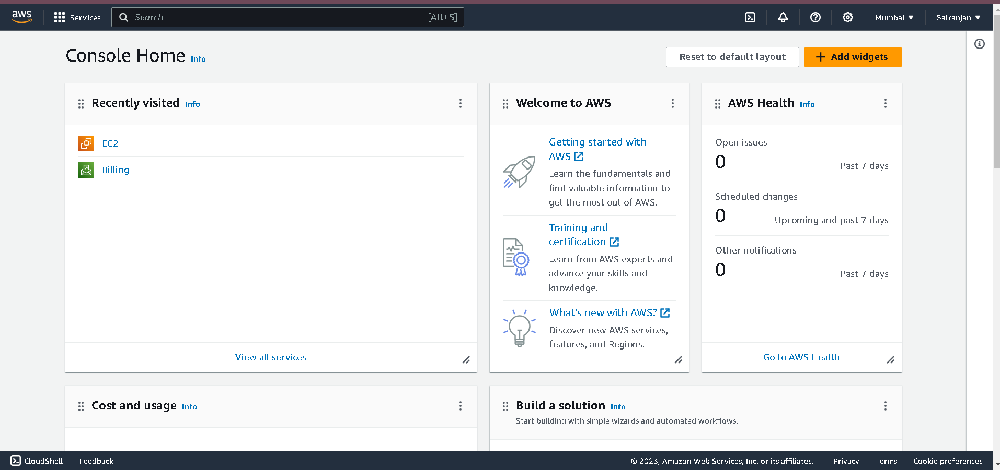 aws
Services
Search
[Alt+S]
Mumbai
Sairanjan
Console Home Info
Reset to default layout
Add widgets
Recently visited Info
EC2
Billing
View all services
Welcome to AWS
Getting started with
AWS
Learn the fundamentals and
find valuable information to
get the most out of AWS.
Training and
certification
Learn from AWS experts and
advance your skills and
knowledge.
What's new with AWS?
Discover new AWS services,
features, and Regions.
AWS Health Info
Open issues
0
Past 7 days
Scheduled changes
0
Upcoming and past 7 days
Other notifications
0
Past 7 days
Go to AWS Health
Cost and usage Info
Build a solution Info
Start building with simple wizards and automated workflows.
CloudShell
Feedback
© 2023, Amazon Web Services, Inc. or its affiliates.
Privacy
Terms
Cookie preferences